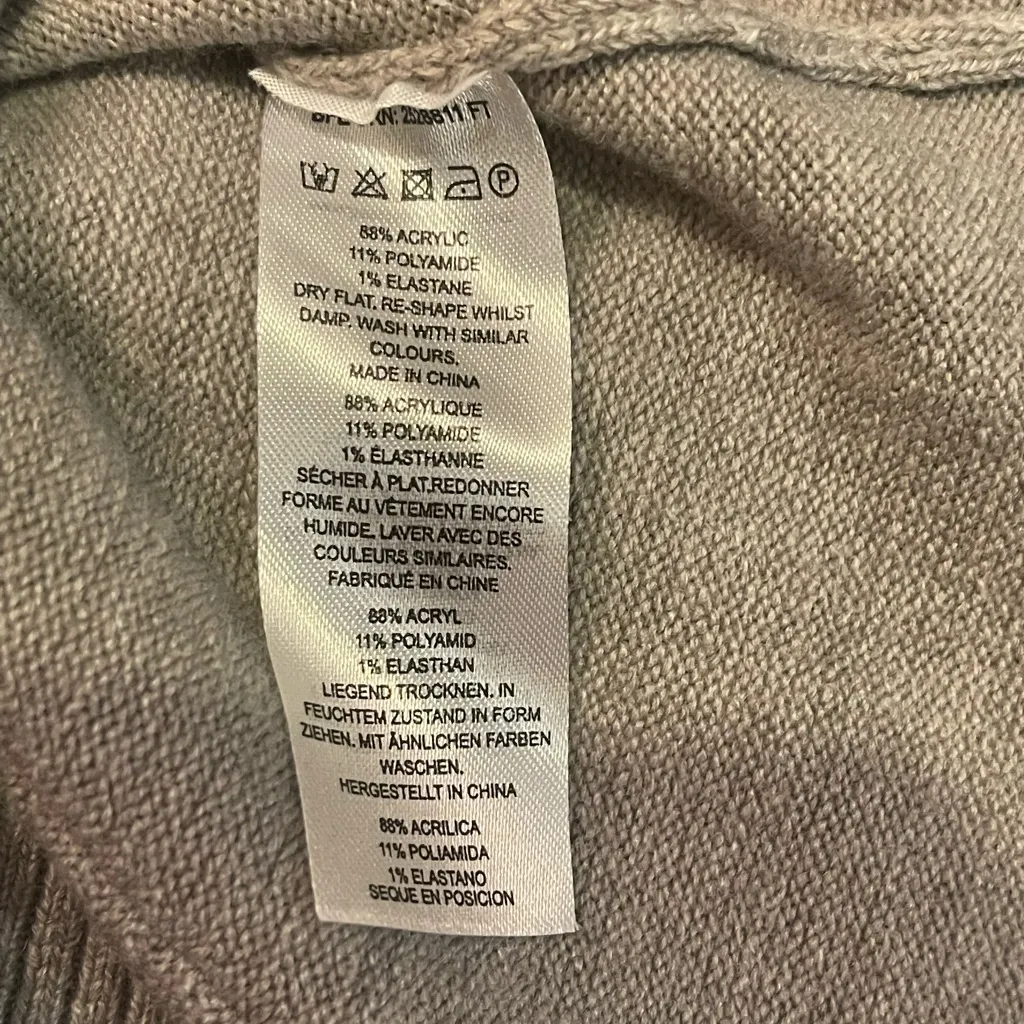 2528811 FT
P
88% ACRYLIC
11% POLYAMIDE
1% ELASTANE
DRY FLAT. RE-SHAPE WHILST
DAMP. WASH WITH SIMILAR
COLOURS.
MADE IN CHINA
88% ACRYLIQUE
11% POLYAMIDE
1% ÉLASTHANNE
SÉCHER À PLAT.REDONNER
FORME AU VÊTEMENT ENCORE
HUMIDE. LAVER AVEC DES
COULEURS SIMILAIRES.
FABRIQUÉ EN CHINE
88% ACRYL
11% POLYAMID
1% ELASTHAN
LIEGEND TROCKNEN. IN
FEUCHTEM ZUSTAND IN FORM
ZIEHEN. MIT ÄHNLICHEN FARBEN
WASCHEN.
HERGESTELLT IN CHINA
88% ACRILICA
11% POLIAMIDA
1% ELASTANO
SEQUE EN POSICION